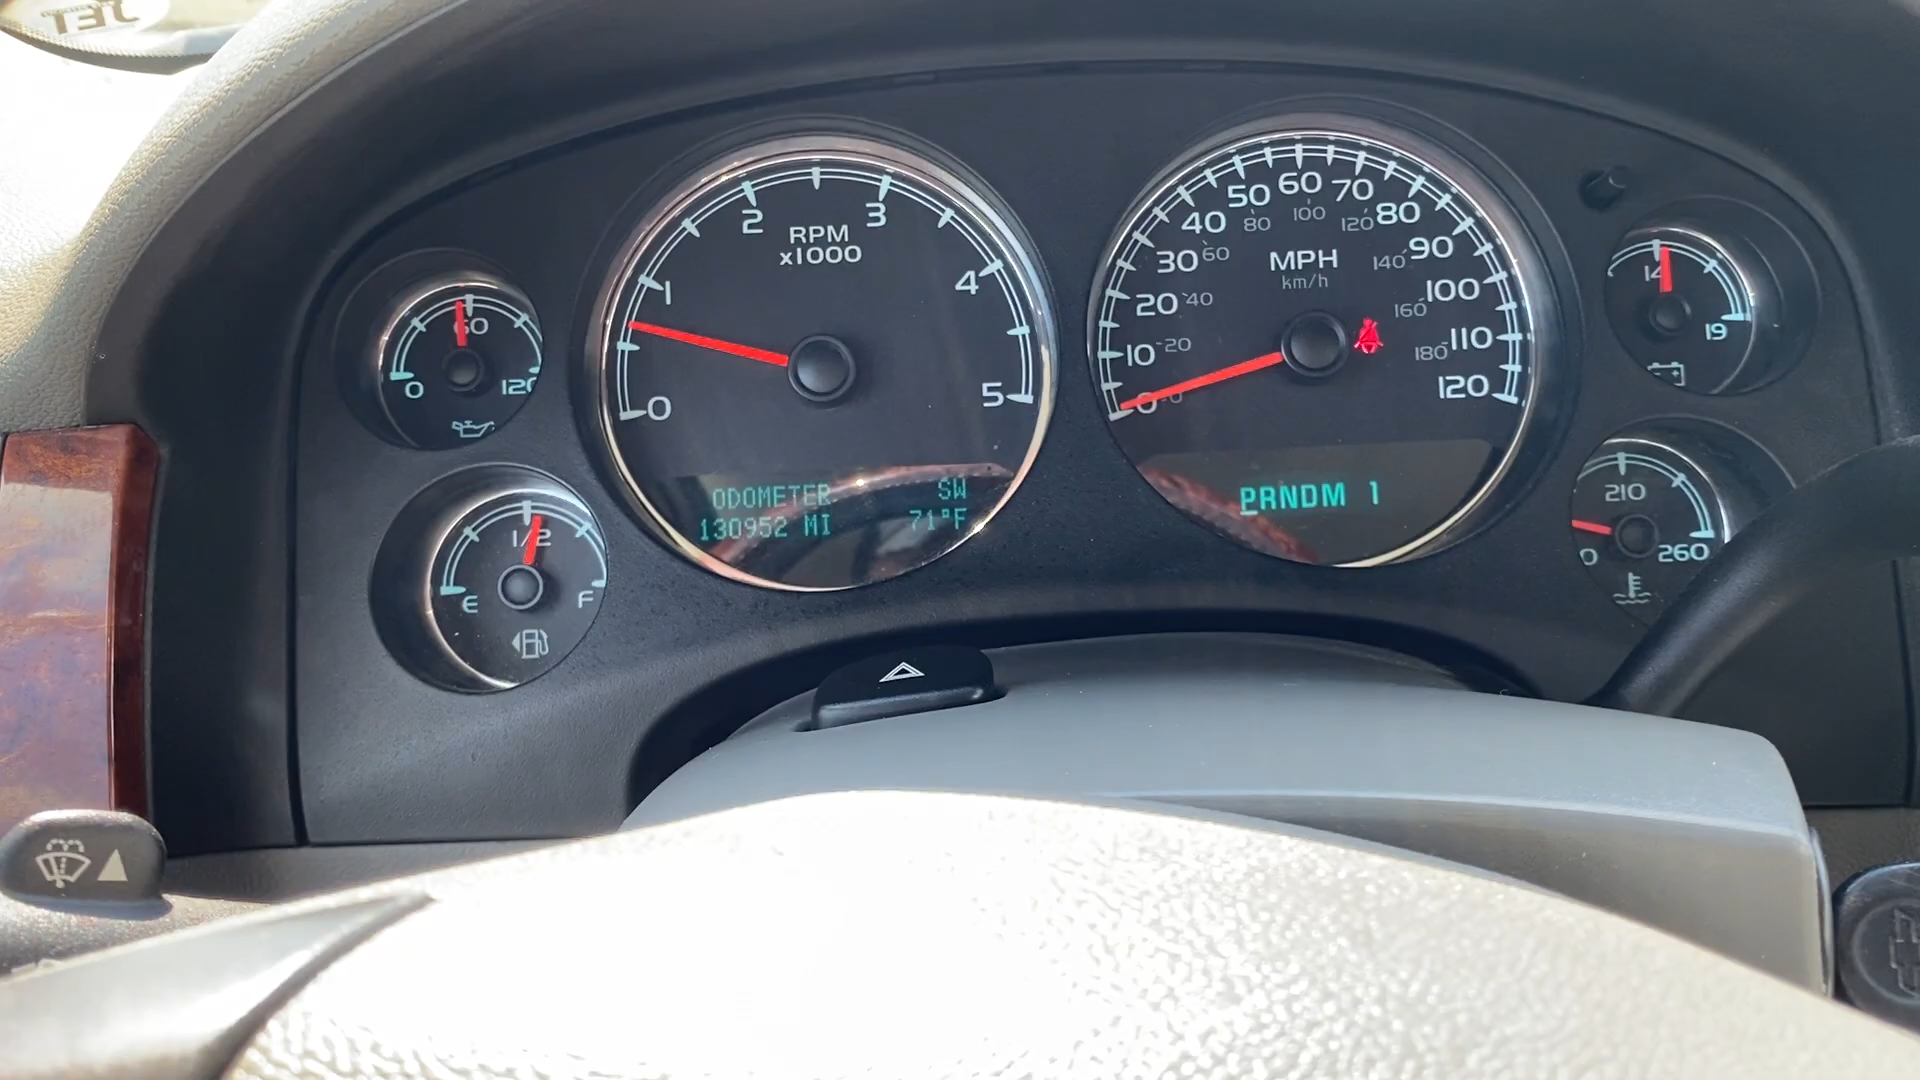 RPM
x1000
0
1
2
3
4
5
ODOMETER SW
130952 MI 71°F
MPH
km/h
0 10 20 30 40 50 60 70 80 90 100 110 120
0 20 40 60 80 100 120 140 160 180
PRNDM 1
0 60 120
E 1/2 F
14 19
210 260